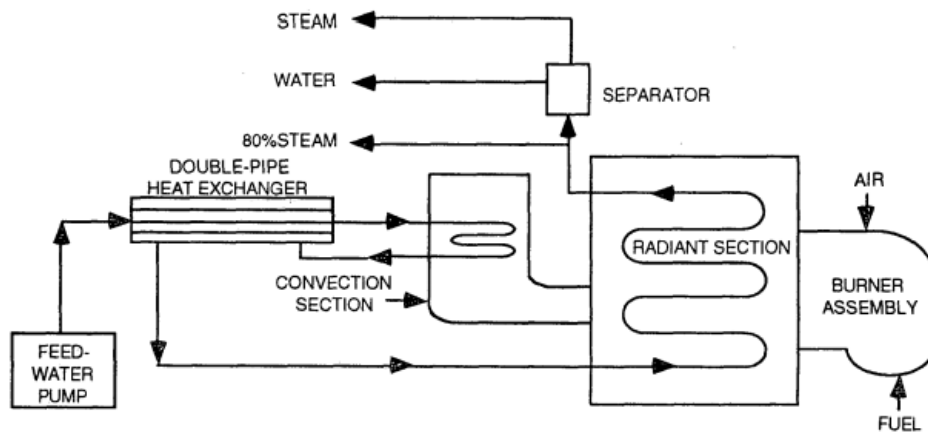 STEAM
WATER
SEPARATOR
80%STEAM
DOUBLE-PIPE
HEAT EXCHANGER
AIR
RADIANT SECTION
CONVECTION
SECTION
BURNER
ASSEMBLY
FEED-
WATER
PUMP
FUEL